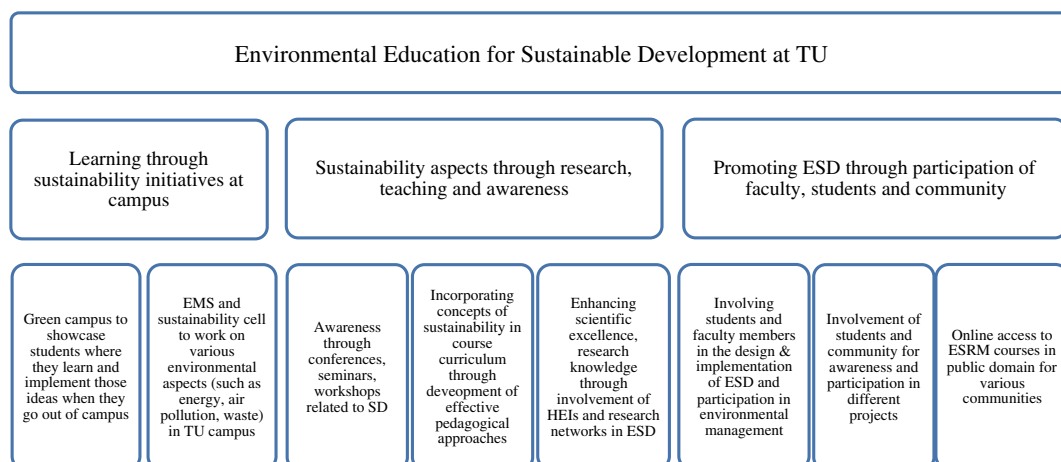 Environmental Education for Sustainable Development at TU
Learning through
sustainability initiatives at
campus
Sustainability aspects through research,
teaching and awareness
Promoting ESD through participation of
faculty, students and community
Green campus to
showcase
students where
they learn and
implement those
ideas when they
go out of campus
EMS and
sustainability cell
to work on
various
environmental
aspects (such as
energy, air
pollution, waste)
in TU campus
Awareness
through
conferences,
seminars,
workshops
related to SD
Incorporating
concepts of
sustainability in
course
curriculum
through
deveopment of
effective
pedagogical
approaches
Enhancing
scientific
excellence,
research
knowledge
through
involvement of
HEIs and research
networks in ESD
Involving
students and
faculty members
in the design &
implementation
of ESD and
participation in
environmental
management
Involvement of
students and
community for
awareness and
participation in
different
projects
Online access to
ESRM courses in
public domain for
various
communities